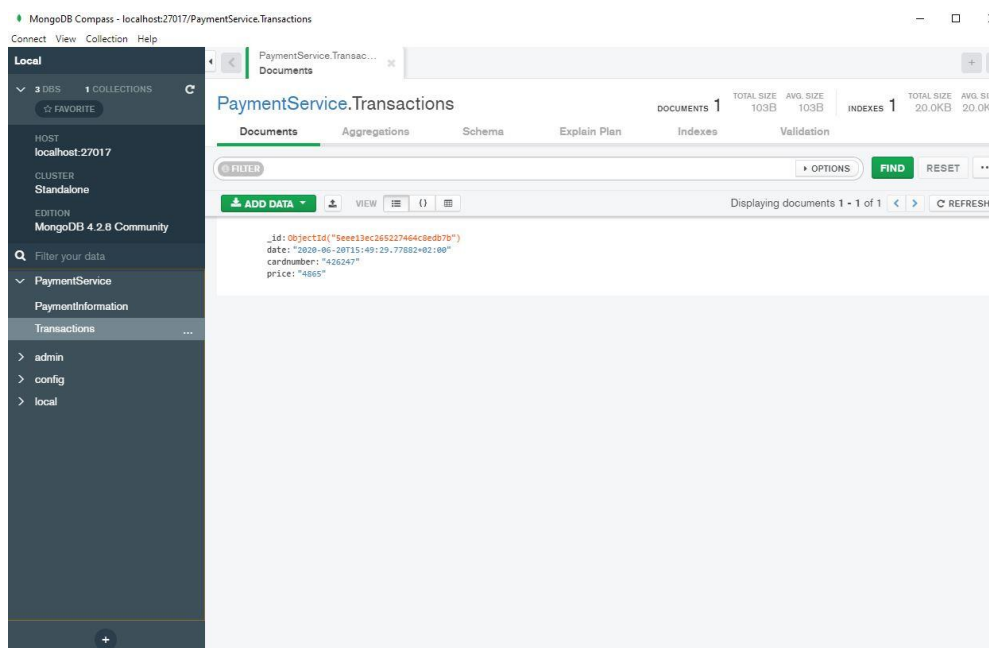 MongoDB Compass - localhost:27017/PaymentService.Transactions
Connect View Collection Help
Local
3 DBS 1 COLLECTIONS
FAVORITE
HOST
localhost:27017
CLUSTER
Standalone
EDITION
MongoDB 4.2.8 Community
Filter your data
PaymentService
PaymentInformation
Transactions ...
admin
config
local
PaymentService.Transac...
Documents
PaymentService.Transactions
DOCUMENTS 1 TOTAL SIZE 103B AVG. SIZE 103B INDEXES 1 TOTAL SIZE 20.0KB AVG. SI 20.0K
Documents Aggregations Schema Explain Plan Indexes Validation
FILTER OPTIONS FIND RESET
ADD DATA VIEW {} Displaying documents 1 - 1 of 1 < > REFRESH
_id: ObjectId("5eee13ec265227464c8edb7b")
date: "2020-06-20T15:49:29.77882+02:00"
cardnumber: "426247"
price: "4865"